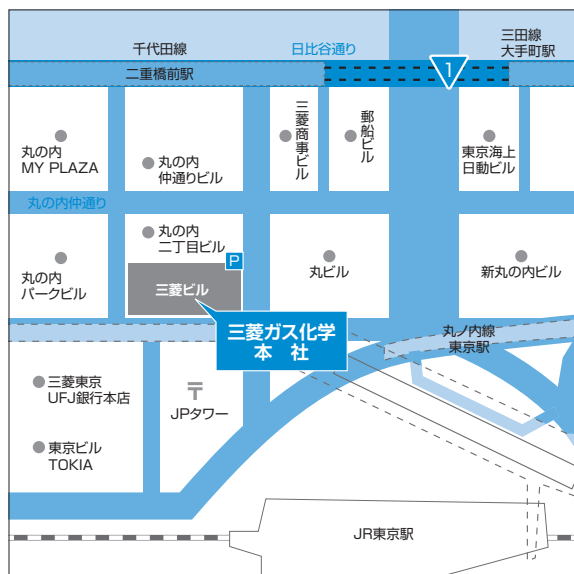 千代田線
二重橋前駅
日比谷通り
三田線
大手町駅
1
丸の内
MY PLAZA
丸の内
仲通りビル
三菱商事ビル
郵船ビル
東京海上
日動ビル
丸の内仲通り
丸の内
パークビル
丸の内
二丁目ビル
P
三菱ビル
丸ビル
新丸の内ビル
三菱ガス化学
本 社
丸ノ内線
東京駅
三菱東京
UFJ銀行本店
〒
JPタワー
東京ビル
TOKIA
JR東京駅